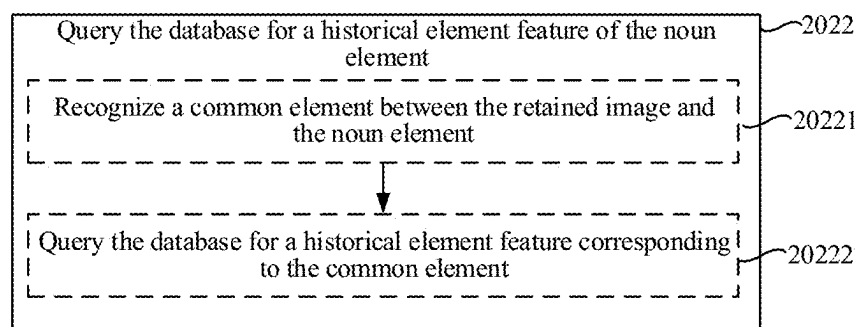 Query the database for a historical element feature of the noun
element
2022
Recognize a common element between the retained image and
the noun element
20221
Query the database for a historical element feature corresponding
to the common element
20222